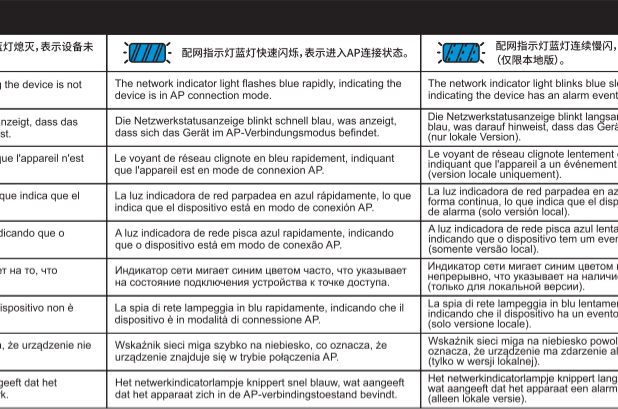 蓝灯熄灭，表示设备未
配网指示灯蓝灯快速闪烁，表示进入AP连接状态。
配网指示灯蓝灯连续慢闪，
（仅限本地版）。
the device is not
The network indicator light flashes blue rapidly, indicating the
device is in AP connection mode.
The network indicator light blinks blue
indicating the device has an alarm event
anzeigt, dass das
Die Netzwerkstatusanzeige blinkt schnell blau, was anzeigt,
dass sich das Gerät im AP-Verbindungsmodus befindet.
Die Netzwerkstatusanzeige blinkt langsam
blau, was darauf hinweist, dass das Gerät
(nur lokale Version).
que l'appareil n'est
Le voyant de réseau clignote en bleu rapidement, indiquant
que l'appareil est en mode de connexion AP.
Le voyant de réseau clignote lentement
indiquant que l'appareil a un événement
(version locale uniquement).
que indica que el
La luz indicadora de red parpadea en azul rápidamente, lo que
indica que el dispositivo está en modo de conexión AP.
La luz indicadora de red parpadea en
forma continua, lo que indica que el
de alarma (solo versión local).
indicando que o
A luz indicadora de rede pisca azul rapidamente, indicando
que o dispositivo está em modo de conexão AP.
A luz indicadora de rede pisca azul
indicando que o dispositivo tem um
(somente versão local).
на то, что
Индикатор сети мигает синим цветом часто, что указывает
на состояние подключения устройства к точке доступа.
Индикатор сети мигает синим цветом
непрерывно, что указывает на
(только для локальной версии).
dispositivo non è
La spia di rete lampeggia in blu rapidamente, indicando che il
dispositivo è in modalità di connessione AP.
La spia di rete lampeggia in blu
indicando che il dispositivo ha un evento
(solo versione locale).
że urządzenie nie
Wskaźnik sieci miga szybko na niebiesko, co oznacza, że
urządzenie znajduje się w trybie połączenia AP.
Wskaźnik sieci miga na niebiesko
oznacza, że urządzenie ma zdarzenie
(tylko w wersji lokalnej).
aangeeft dat het
Het netwerkindicatorlampje knippert snel blauw, wat aangeeft
dat het apparaat zich in de AP-verbindingstoestand bevindt.
Het netwerkindicatorlampje knippert
wat aangeeft dat het apparaat een
(alleen lokale versie).